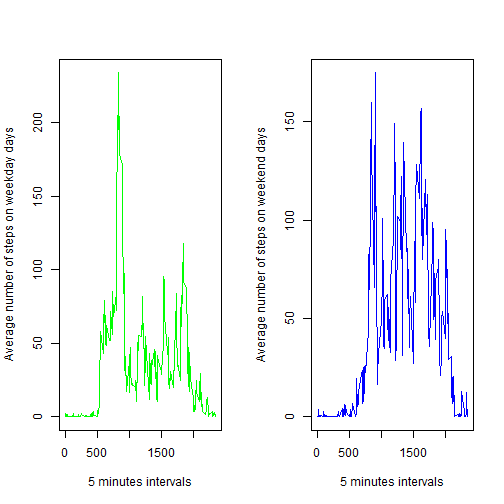 Average number of steps on weekday days
0 50 100 150 200
0 500 1500
5 minutes intervals
Average number of steps on weekend days
0 50 100 150
0 500 1500
5 minutes intervals